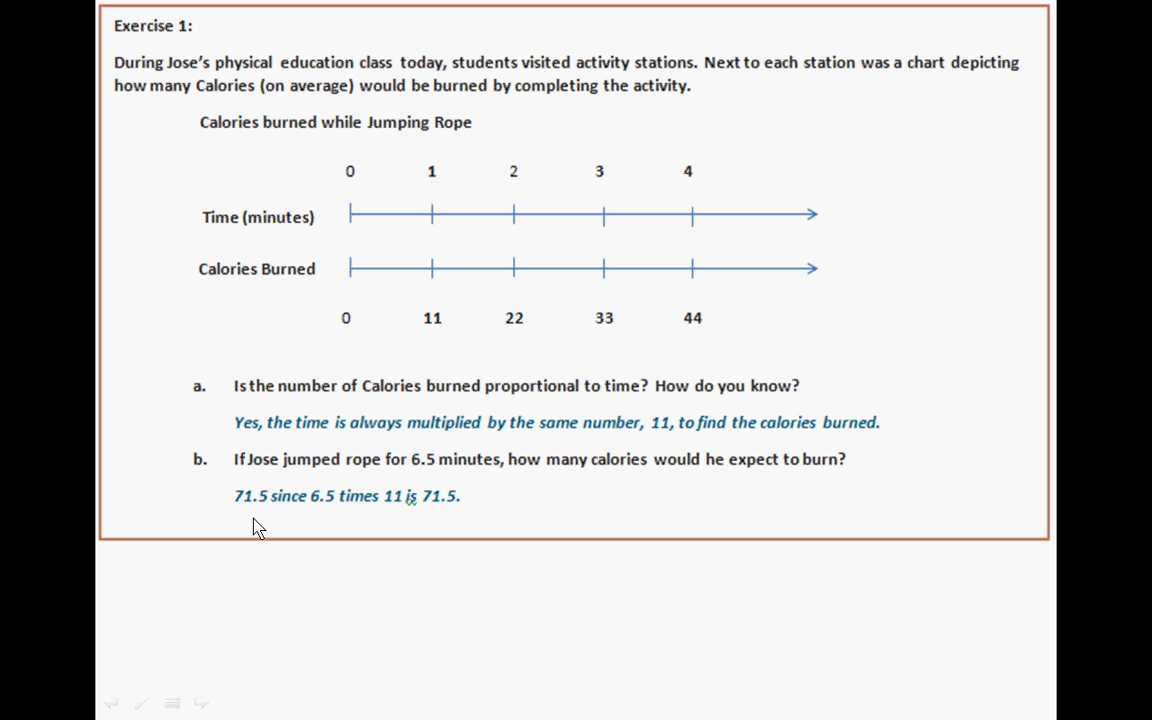 Exercise 1:
During Jose's physical education class today, students visited activity stations. Next to each station was a chart depicting
how many Calories (on average) would be burned by completing the activity.
Calories burned while Jumping Rope
0 1 2 3 4
Time (minutes)
Calories Burned
0 11 22 33 44
a. Is the number of Calories burned proportional to time? How do you know?
Yes, the time is always multiplied by the same number, 11, to find the calories burned.
b. If Jose jumped rope for 6.5 minutes, how many calories would he expect to burn?
71.5 since 6.5 times 11 is 71.5.